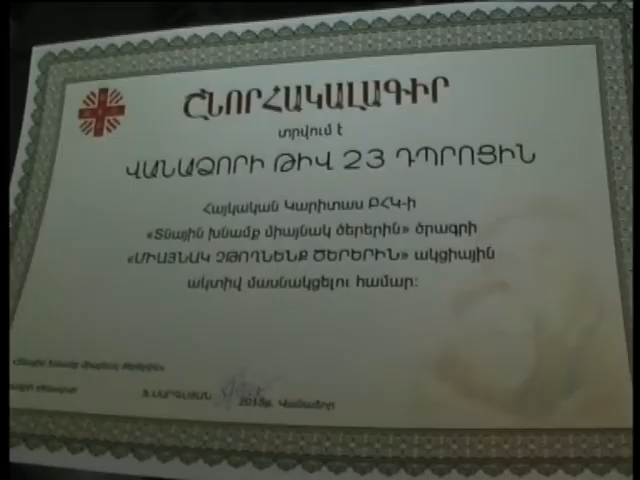 ՇՆՈՐՀԱԿԱԼԱԳԻՐ
տրվում է
ՎԱՆԱՁՈՐԻ ԹԻՎ 23 ԴՊՐՈՑԻՆ
Հայկական Կարիտաս ԲՀԿ-ի
«Տնային խնամք միայնակ ծերերին» ծրագրի
«ՄԻԱՅՆԱԿ ՉԹՈՂՆԵՆՔ ԾԵՐԵՐԻՆ» ակցիային
ակտիվ մասնակցելու համար:
«Տնային խնամք միայնակ ծերերին»
Վանաձոր